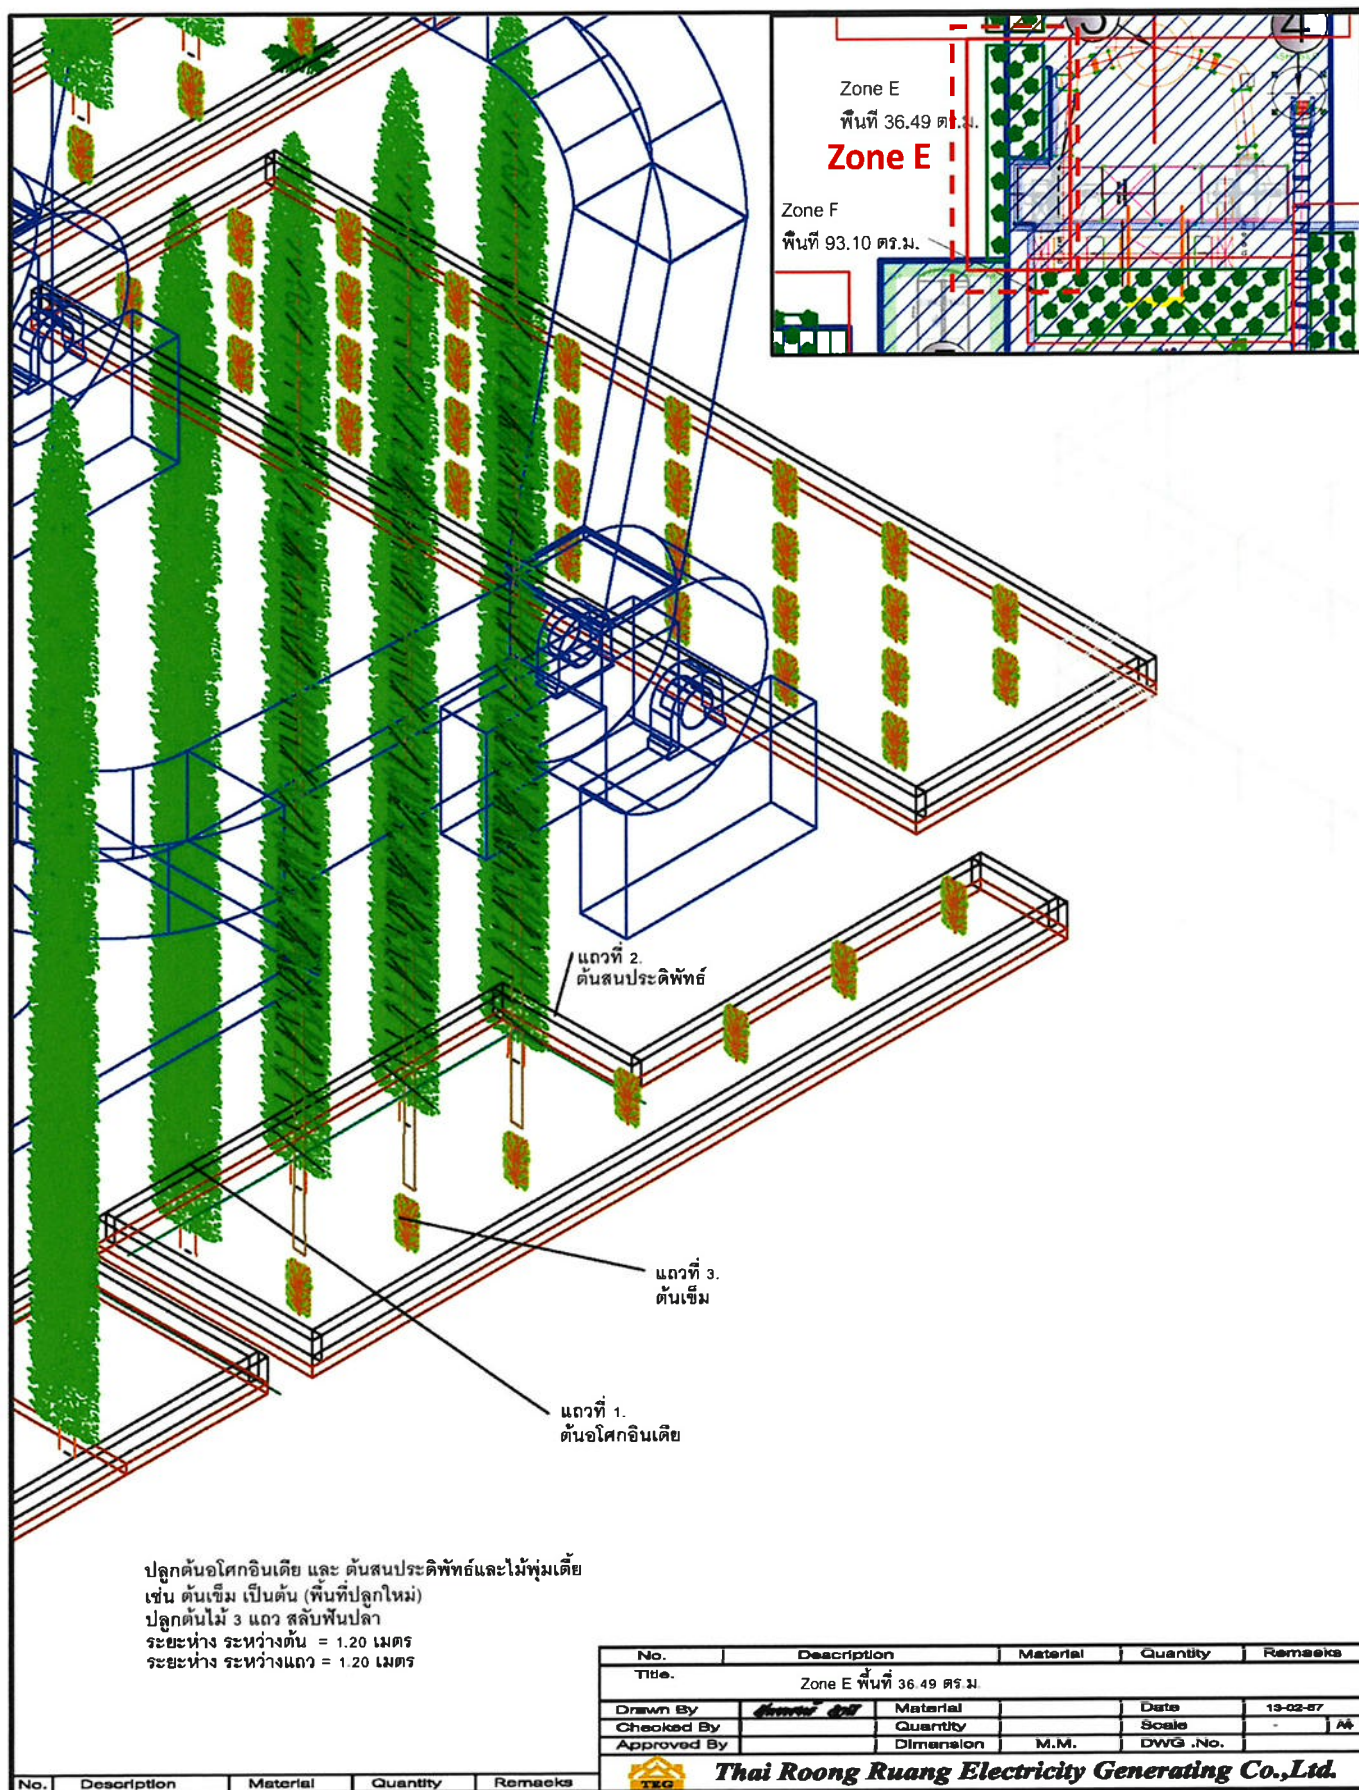 3
4
Zone E
พื้นที่ 36.49 ตร.ม.
Zone E
Zone F
พื้นที่ 93.10 ตร.ม.
แถวที่ 2.
ต้นสนประดิพัทธ์
แถวที่ 3.
ต้นเข็ม
แถวที่ 1.
ต้นอโศกอินเดีย
ปลูกต้นอโศกอินเดีย และ ต้นสนประดิพัทธ์และไม้พุ่มเตี้ย
เช่น ต้นเข็ม เป็นต้น (พื้นที่ปลูกใหม่)
ปลูกต้นไม้ 3 แถว สลับฟันปลา
ระยะห่าง ระหว่างต้น = 1.20 เมตร
ระยะห่าง ระหว่างแถว = 1.20 เมตร
No. Description Material Quantity Remaeks
Title. Zone E พื้นที่ 36.49 ตร.ม.
Drawn By Material Date 13-02-67
Checked By Quantity Scale - A4
Approved By Dimension M.M. DWG .No.
TEG Thai Roong Ruang Electricity Generating Co.,Ltd.
No. Description Material Quantity Remaeks